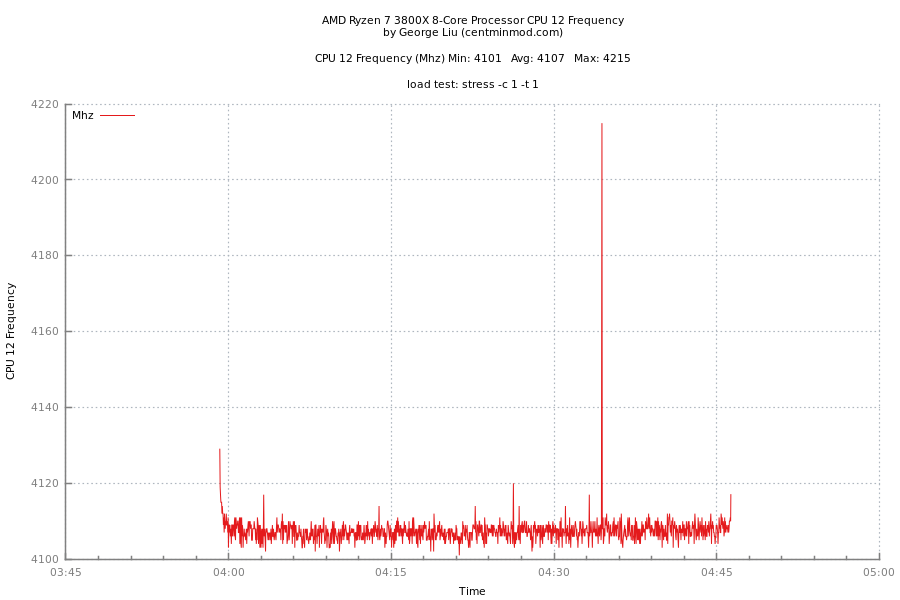 AMD Ryzen 7 3800X 8-Core Processor CPU 12 Frequency
by George Liu (centminmod.com)
CPU 12 Frequency (Mhz) Min: 4101 Avg: 4107 Max: 4215
load test: stress -c 1 -t 1
Mhz
4220
4200
4180
4160
4140
4120
4100
CPU 12 Frequency
03:45 04:00 04:15 04:30 04:45 05:00
Time